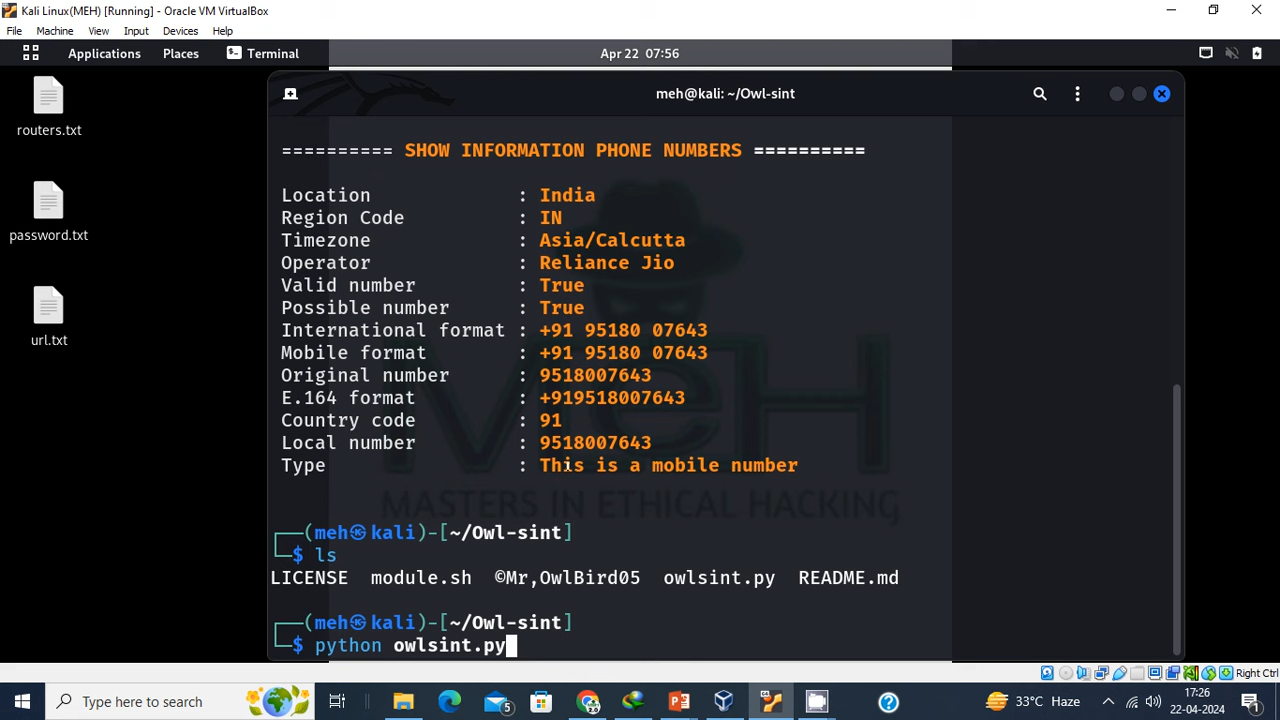 Kali Linux(MEH) [Running] - Oracle VM VirtualBox
File Machine View Input Devices Help
Applications Places Terminal Apr 22 07:56
routers.txt
password.txt
url.txt
meh@kali: ~/Owl-sint
========== SHOW INFORMATION PHONE NUMBERS ==========
Location : India
Region Code : IN
Timezone : Asia/Calcutta
Operator : Reliance Jio
Valid number : True
Possible number : True
International format : +91 95180 07643
Mobile format : +91 95180 07643
Original number : 9518007643
E.164 format : +919518007643
Country code : 91
Local number : 9518007643
Type : This is a mobile number
MEH
MASTERS IN ETHICAL HACKING
┌──(meh㉿kali)-[~/Owl-sint]
└─$ ls
LICENSE module.sh ©Mr,OwlBird05 owlsint.py README.md
┌──(meh㉿kali)-[~/Owl-sint]
└─$ python owlsint.py
Right Ctrl
Type here to search
5
33°C Haze
17:26
22-04-2024
1